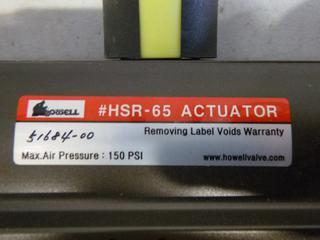 HOWELL
#HSR-65 ACTUATOR
51684-00
Removing Label Voids Warranty
Max.Air Pressure : 150 PSI
www.howellvalve.com